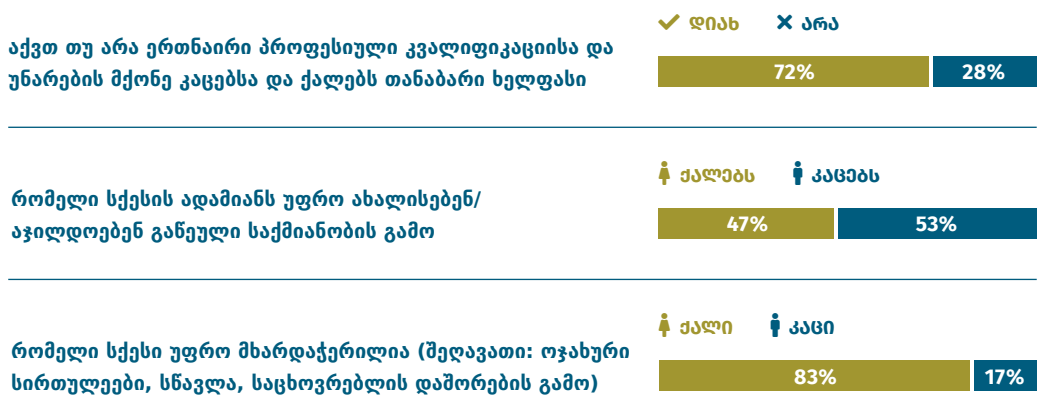 აქვთ თუ არა ერთნაირი პროფესიული კვალიფიკაციისა და
უნარების მქონე კაცებსა და ქალებს თანაბარი ხელფასი
დიახ არა
72% 28%
რომელი სქესის ადამიანს უფრო ახალისებენ/
აჯილდოებენ გაწეული საქმიანობის გამო
ქალებს კაცებს
47% 53%
რომელი სქესი უფრო მხარდაჭერილია (შეღავათი: ოჯახური
სირთულეები, სწავლა, საცხოვრებლის დაშორების გამო)
ქალი კაცი
83% 17%